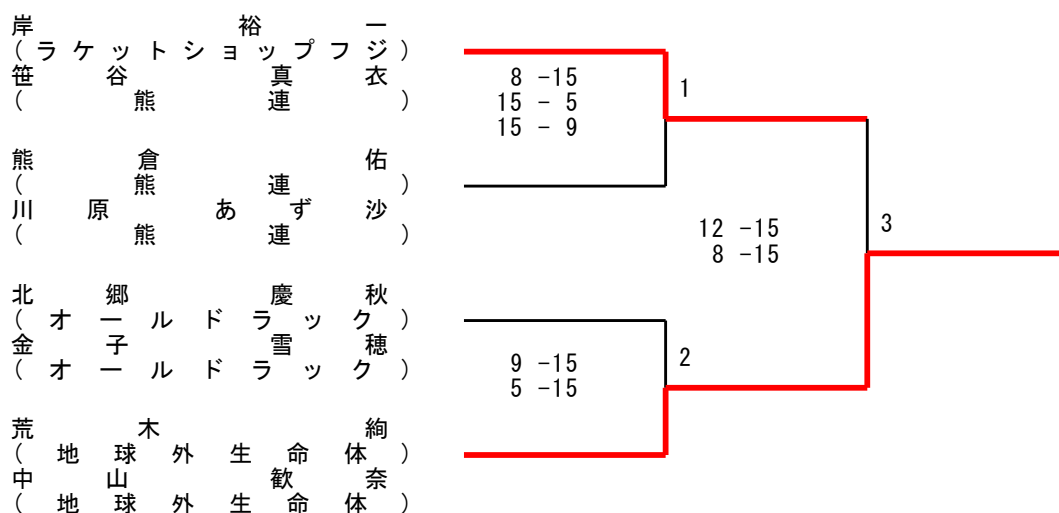 岸裕一
(ラケットショップフジ)
笹谷真衣
(熊連)
熊倉佑
(熊連)
川原あず沙
(熊連)
北郷慶秋
(オールドラック)
金子雪穂
(オールドラック)
荒木絢
(地球外生命体)
中山歓奈
(地球外生命体)
8 -15
15 - 5
15 - 9
1
12 -15
8 -15
3
9 -15
5 -15
2